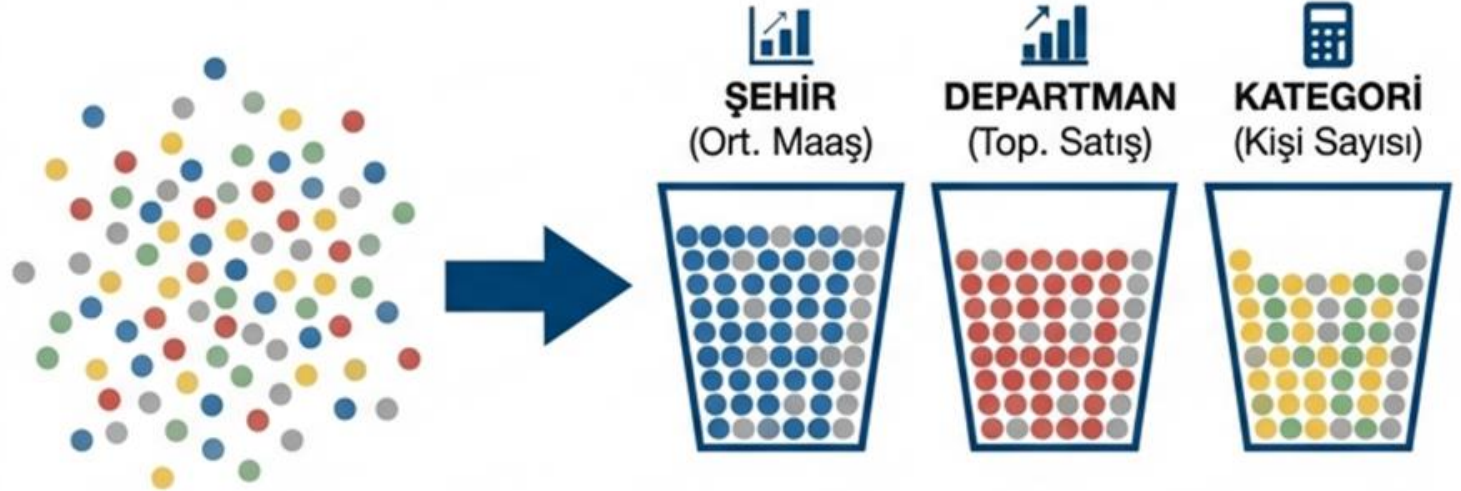 ŞEHİR
(Ort. Maaş)
DEPARTMAN
(Top. Satış)
KATEGORİ
(Kişi Sayısı)